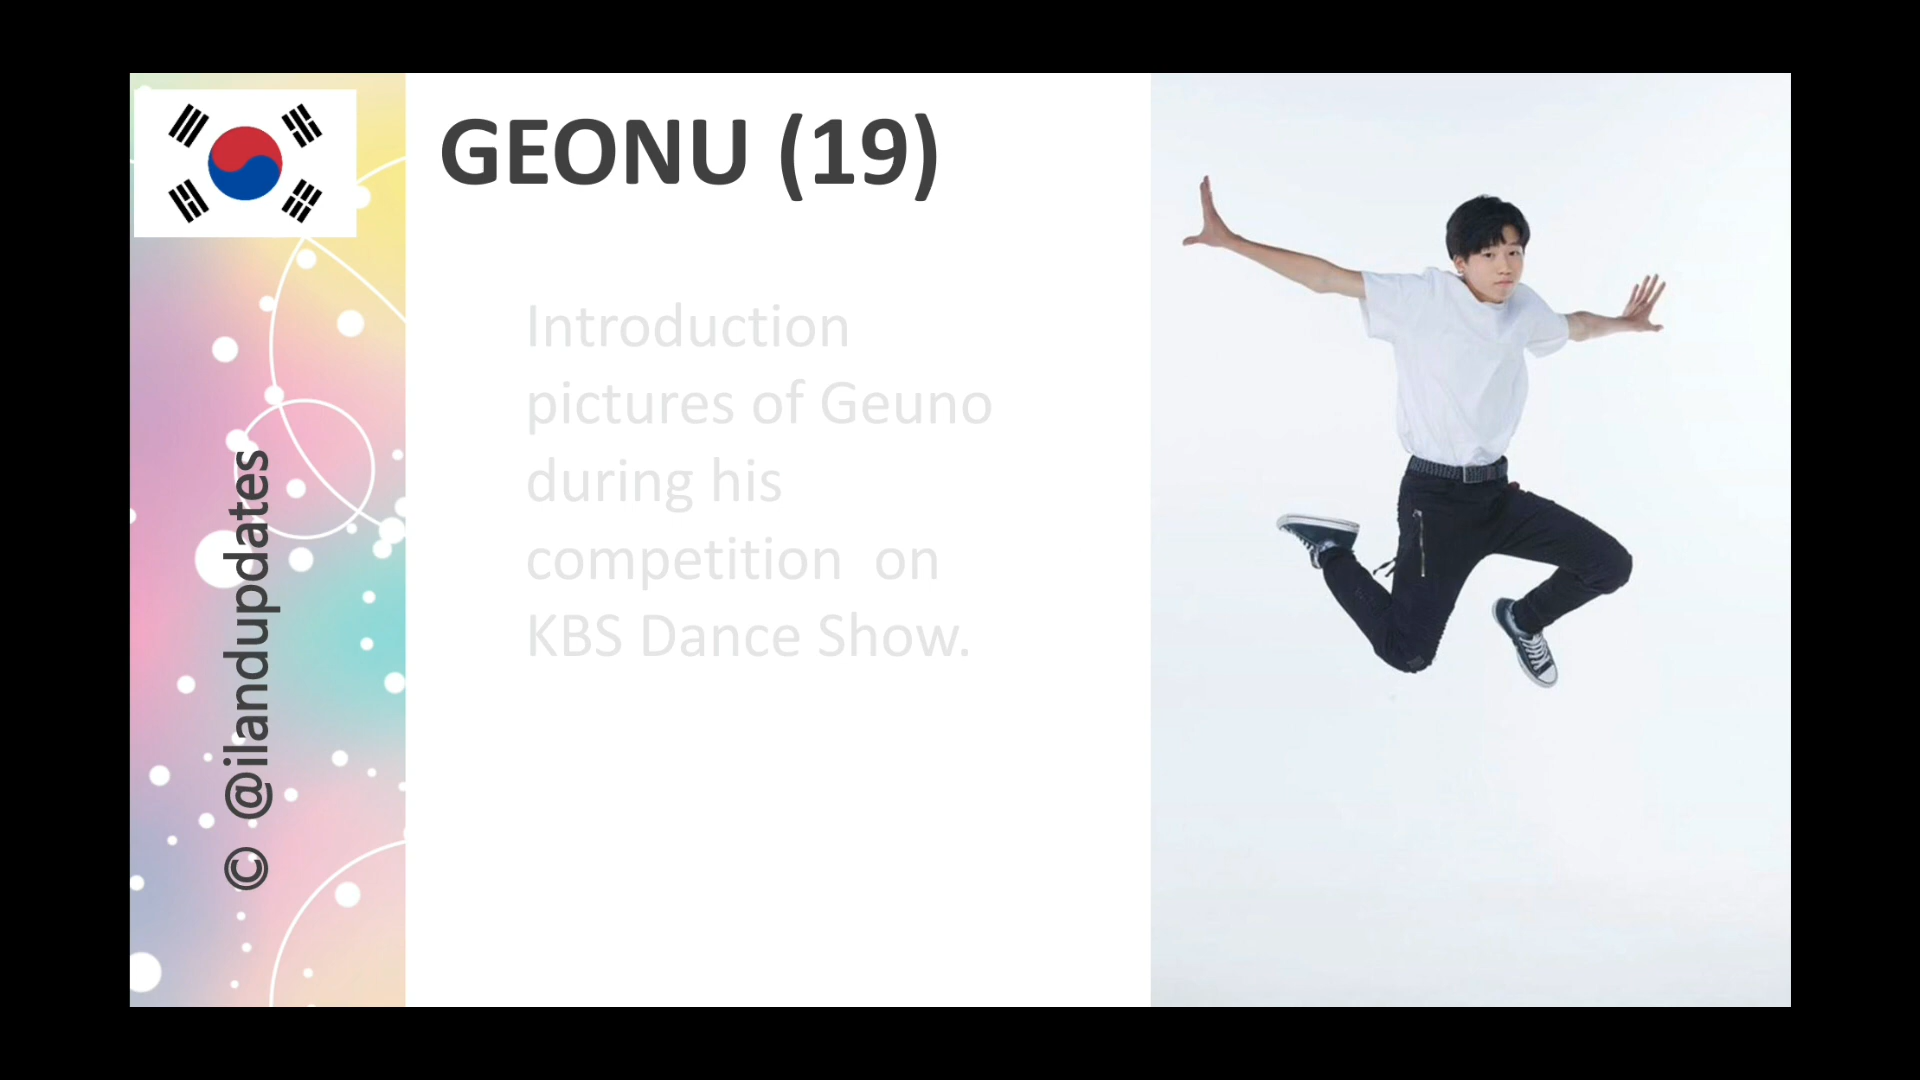 GEONU (19)
Introduction
pictures of Geuno
during his
competition  on
KBS Dance Show.
© @ilandupdates